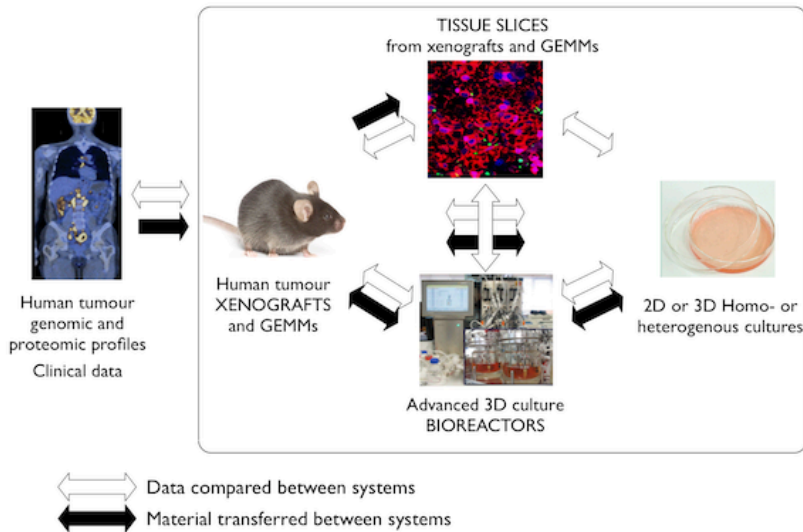 TISSUE SLICES
from xenografts and GEMMs
Human tumour
genomic and
proteomic profiles
Clinical data
Human tumour
XENOGRAFTS
and GEMMs
2D or 3D Homo- or
heterogenous cultures
Advanced 3D culture
BIOREACTORS
Data compared between systems
Material transferred between systems